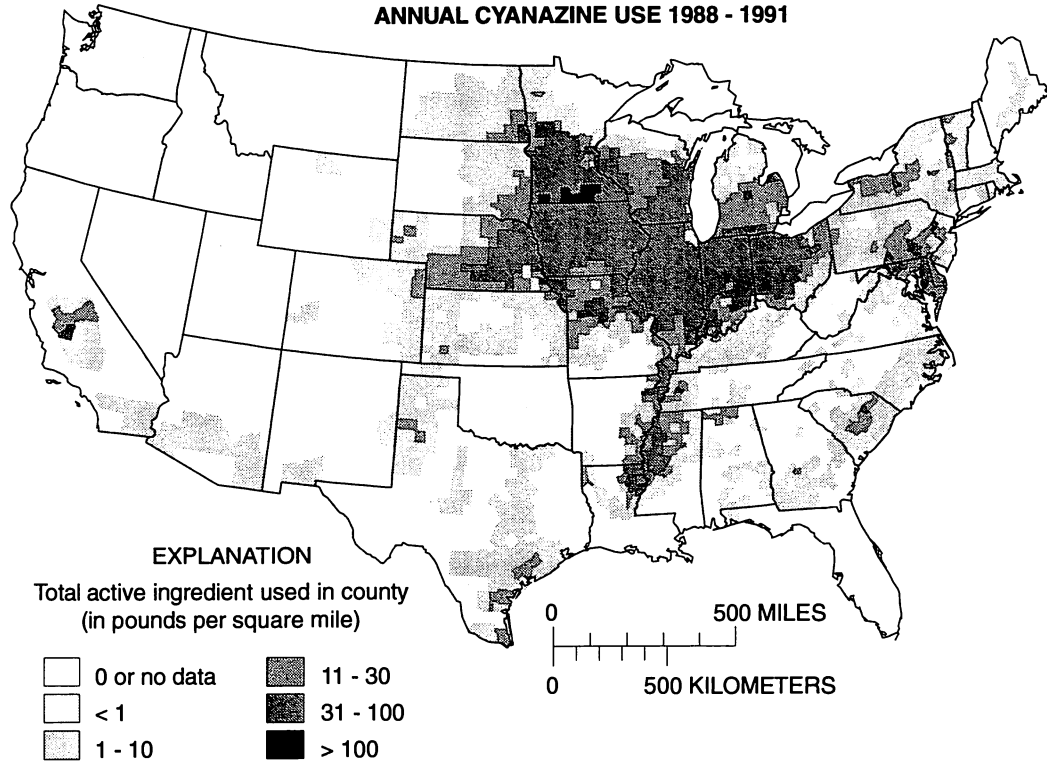 ANNUAL CYANAZINE USE 1988 - 1991
EXPLANATION
Total active ingredient used in county
(in pounds per square mile)
0 or no data
< 1
1 - 10
11 - 30
31 - 100
> 100
0 500 MILES
0 500 KILOMETERS